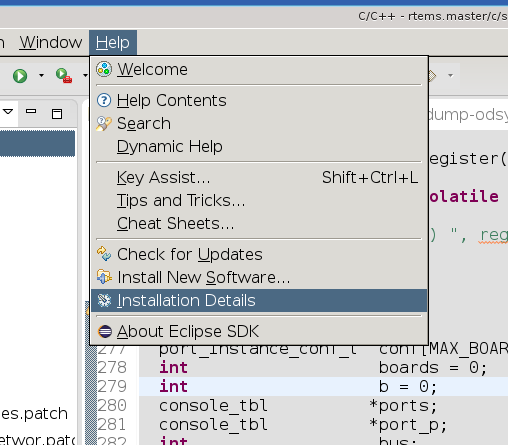 C/C++ - rtems.master/c/s
Window Help
Welcome
Help Contents
dump-odsy
Search
Dynamic Help
egister(
Key Assist... Shift+Ctrl+L
Tips and Tricks...
olatile
Cheat Sheets...
) ", reg
Check for Updates
Install New Software...
Installation Details
About Eclipse SDK
277 port_instance_conf_t conf[MAX_BOAR
278 int boards = 0;
279 int b = 0;
280 console_tbl *ports;
281 console_tbl *port_p;
282 int bus;
es.patch
networ.patc